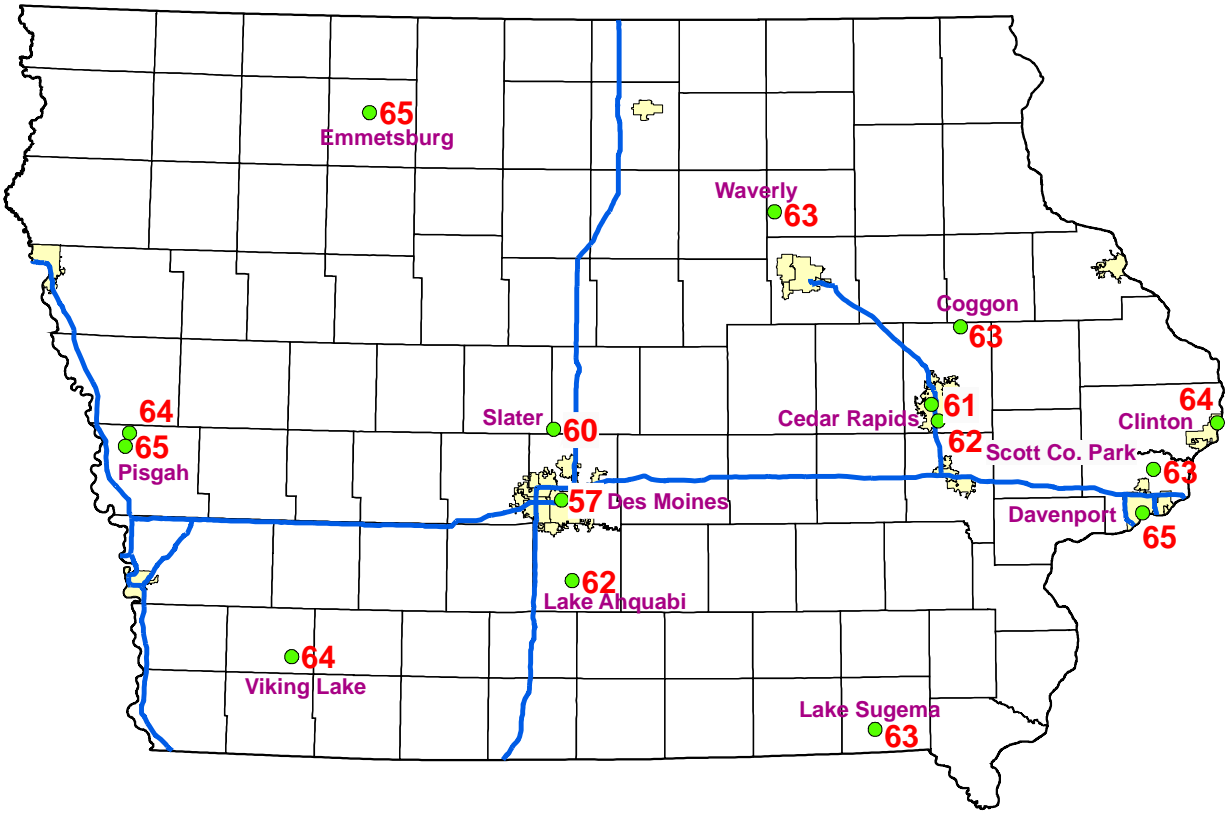 65
Emmetsburg
Waverly
63
Coggon
63
64
65
Pisgah
Slater
60
61
Cedar Rapids
62
64
Clinton
Scott Co. Park
63
57 Des Moines
Davenport
65
62
Lake Ahquabi
64
Viking Lake
Lake Sugema
63